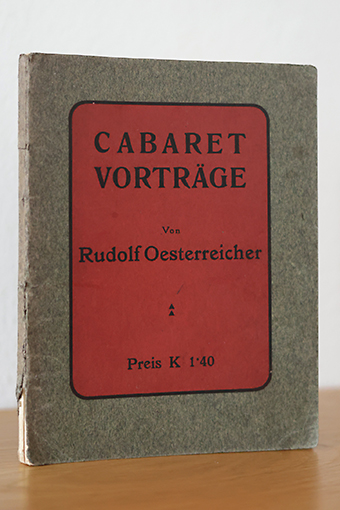 CABARET
VORTRÄGE
Von
Rudolf Oesterreicher
Preis K 1·40